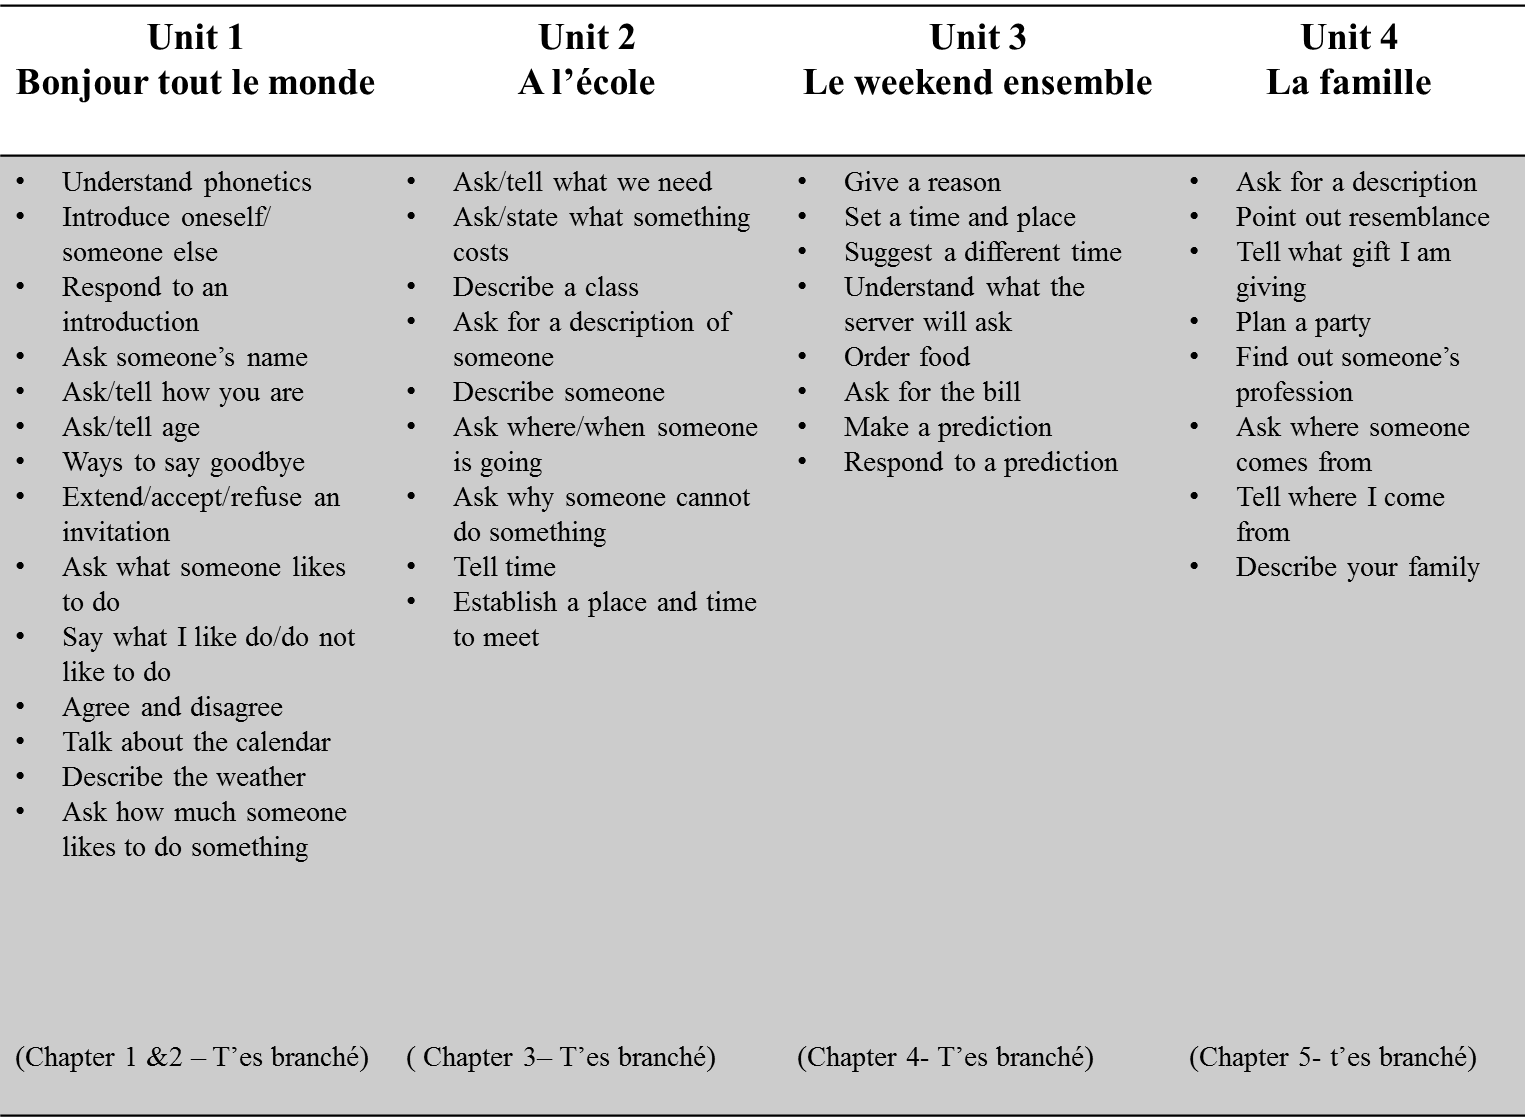 Unit 1
Bonjour tout le monde
Unit 2
A l’école
Unit 3
Le weekend ensemble
Unit 4
La famille
• Understand phonetics
• Introduce oneself/
someone else
• Respond to an
introduction
• Ask someone’s name
• Ask/tell how you are
• Ask/tell age
• Ways to say goodbye
• Extend/accept/refuse an
invitation
• Ask what someone likes
to do
• Say what I like do/do not
like to do
• Agree and disagree
• Talk about the calendar
• Describe the weather
• Ask how much someone
likes to do something
(Chapter 1 &2 – T’es branché)
• Ask/tell what we need
• Ask/state what something
costs
• Describe a class
• Ask for a description of
someone
• Describe someone
• Ask where/when someone
is going
• Ask why someone cannot
do something
• Tell time
• Establish a place and time
to meet
( Chapter 3– T’es branché)
• Give a reason
• Set a time and place
• Suggest a different time
• Understand what the
server will ask
• Order food
• Ask for the bill
• Make a prediction
• Respond to a prediction
(Chapter 4- T’es branché)
• Ask for a description
• Point out resemblance
• Tell what gift I am
giving
• Plan a party
• Find out someone’s
profession
• Ask where someone
comes from
• Tell where I come
from
• Describe your family
(Chapter 5- t’es branché)